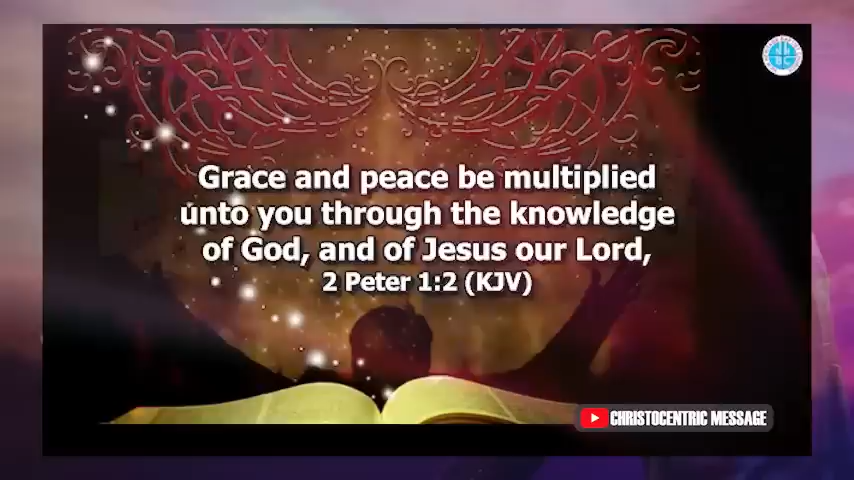 Grace and peace be multiplied
unto you through the knowledge
of God, and of Jesus our Lord,
2 Peter 1:2 (KJV)
CHRISTOCENTRIC MESSAGE